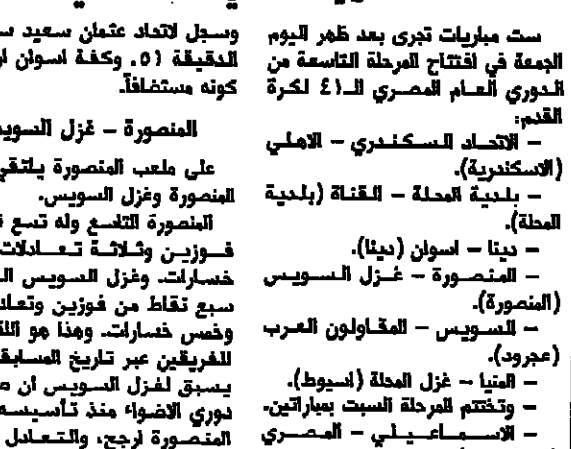 ست مباريات تجرى بعد ظهر اليوم
الجمعة في افتتاح المرحلة التاسعة من
الدوري العام المصري للـ٤١ لكرة
القدم:
– الاتحاد السكندري – الاهلي
(الاسكندرية).
– بلدية المحلة – القناة (بلدية
المحلة).
– دينا – اسوان (دينا).
– المنصورة – غزل السويس
(المنصورة).
– السويس – المقاولون العرب
(عجرود).
– المنيا – غزل المحلة (اسيوط).
– وتختتم المرحلة السبت بمباراتين.
– الاسماعيلي – المصري
وسجل لاتحاد عثمان سعيد
الدقيقة ٥١. وكفة اسوان
كونه مستضافاً.
المنصورة – غزل السويس
على ملعب المنصورة يلتقي
المنصورة وغزل السويس.
المنصورة التاسع وله تسع
فوزين وثلاثة تعادلات
خسارات. وغزل السويس
سبع نقاط من فوزين
وخمس خسارات. وهذا هو
للفريقين عبر تاريخ
يسبق لغزل السويس ان
دوري الاضواء منذ تأسيسه
المنصورة ارجح، والتعادل